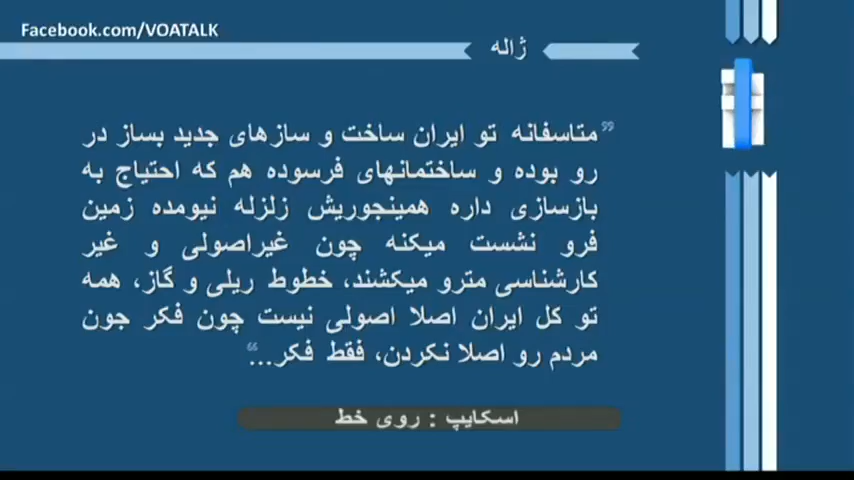 Facebook.com/VOATALK
ژاله
”متاسفانه تو ایران ساخت و سازهای جدید بساز در
رو بوده و ساختمانهای فرسوده هم که احتیاج به
بازسازی داره همینجوریش زلزله نیومده زمین
فرو نشست میکنه چون غیراصولی و غیر
کارشناسی مترو میکشند، خطوط ریلی و گاز، همه
تو کل ایران اصلا اصولی نیست چون فکر جون
مردم رو اصلا نکردن، فقط فکر...“
اسکایپ : روی خط